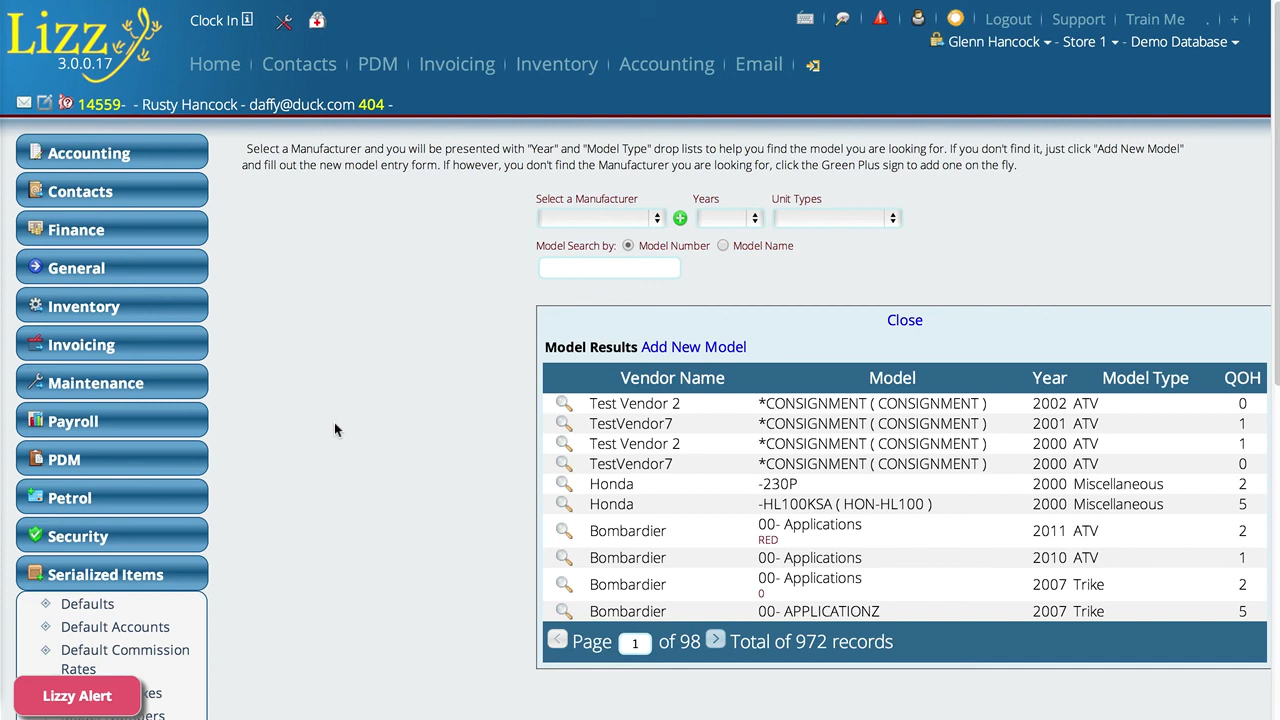 Lizz
3.0.0.17
Clock In
Logout | Support | Train Me . | +
Glenn Hancock - Store 1 - Demo Database
Home | Contacts | PDM | Invoicing | Inventory | Accounting | Email
14559- - Rusty Hancock - daffy@duck.com 404 -
Accounting
Contacts
Finance
General
Inventory
Invoicing
Maintenance
Payroll
PDM
Petrol
Security
Serialized Items
Defaults
Default Accounts
Default Commission
Rates
Lizzy Alert
Select a Manufacturer and you will be presented with "Year" and "Model Type" drop lists to help you find the model you are looking for. If you don't find it, just click "Add New Model"
and fill out the new model entry form. If however, you don't find the Manufacturer you are looking for, click the Green Plus sign to add one on the fly.
Select a Manufacturer Years Unit Types
Model Search by: Model Number Model Name
Close
Model Results Add New Model
Vendor Name Model Year Model Type QOH
Test Vendor 2 *CONSIGNMENT ( CONSIGNMENT ) 2002 ATV 0
TestVendor7 *CONSIGNMENT ( CONSIGNMENT ) 2001 ATV 1
Test Vendor 2 *CONSIGNMENT ( CONSIGNMENT ) 2000 ATV 1
TestVendor7 *CONSIGNMENT ( CONSIGNMENT ) 2000 ATV 0
Honda -230P 2000 Miscellaneous 2
Honda -HL100KSA ( HON-HL100 ) 2000 Miscellaneous 5
Bombardier 00- Applications 2011 ATV 2
RED
Bombardier 00- Applications 2010 ATV 1
Bombardier 00- Applications 2007 Trike 2
0
Bombardier 00- APPLICATIONZ 2007 Trike 5
Page 1 of 98 Total of 972 records